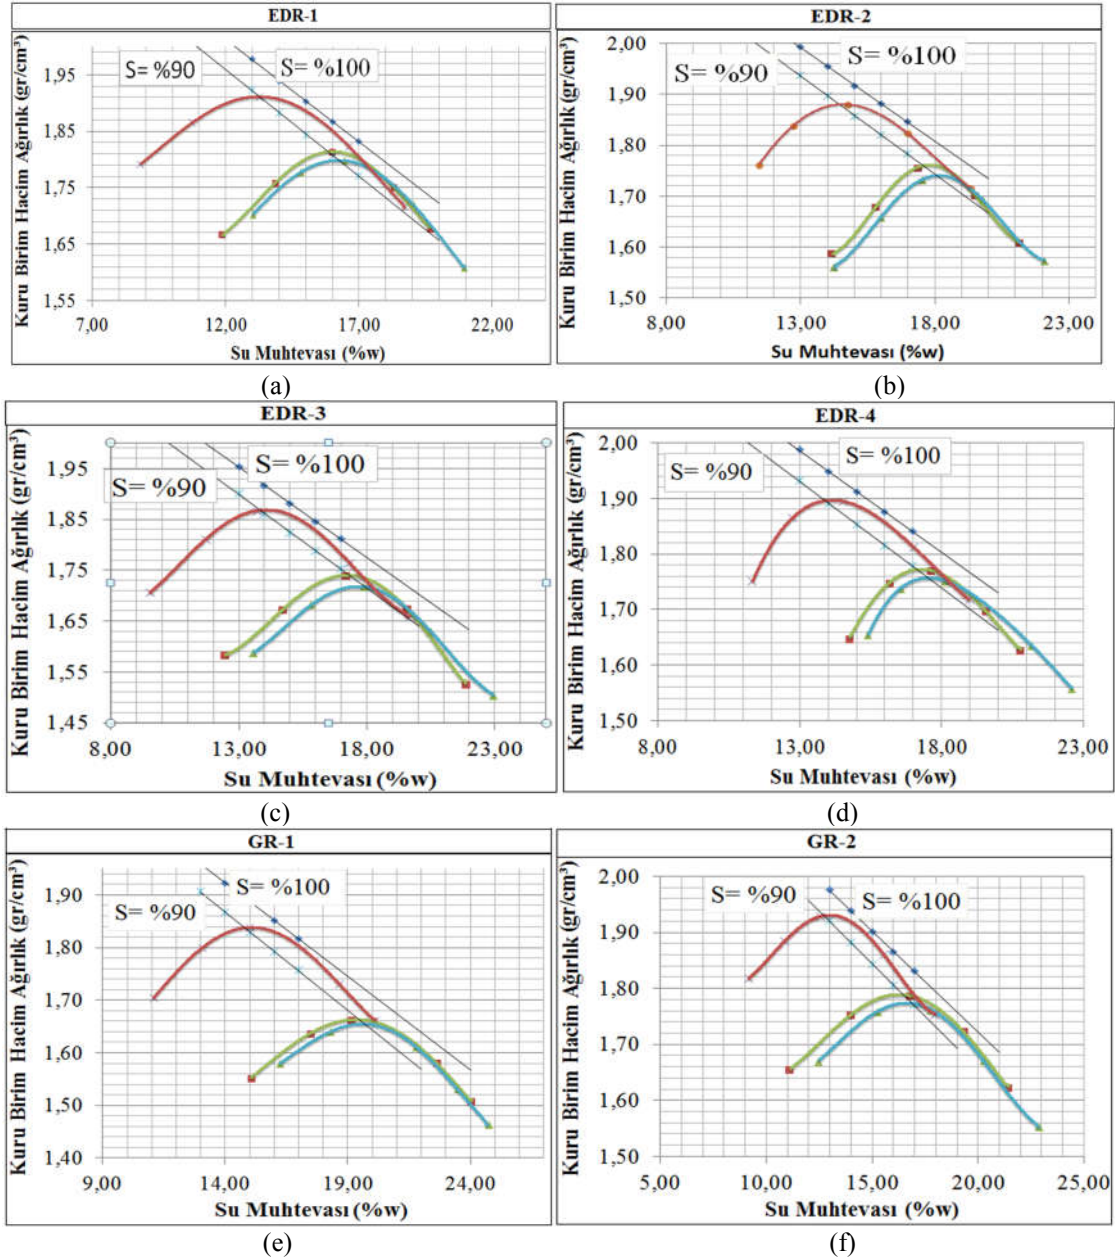 EDR-1
Kuru Birim Hacim Ağırlık (gr/cm³)
1,95
1,85
1,75
1,65
1,55
S= %90
S= %100
7,00 12,00 17,00 22,00
Su Muhtevası (%w)
(a)
EDR-2
Kuru Birim Hacim Ağırlık (gr/cm³)
2,00
1,90
1,80
1,70
1,60
1,50
S= %90
S= %100
8,00 13,00 18,00 23,00
Su Muhtevası (%w)
(b)
EDR-3
Kuru Birim Hacim Ağırlık (gr/cm³)
1,95
1,85
1,75
1,65
1,55
1,45
S= %90
S= %100
8,00 13,00 18,00 23,00
Su Muhtevası (%w)
(c)
EDR-4
Kuru Birim Hacim Ağırlık (gr/cm³)
2,00
1,90
1,80
1,70
1,60
1,50
S= %90
S= %100
8,00 13,00 18,00 23,00
Su Muhtevası (%w)
(d)
GR-1
Kuru Birim Hacim Ağırlık (gr/cm³)
1,90
1,80
1,70
1,60
1,50
1,40
S= %90
S= %100
9,00 14,00 19,00 24,00
Su Muhtevası (%w)
(e)
GR-2
Kuru Birim Hacim Ağırlık (gr/cm³)
2,00
1,90
1,80
1,70
1,60
1,50
S= %90
S= %100
5,00 10,00 15,00 20,00 25,00
Su Muhtevası (%w)
(f)